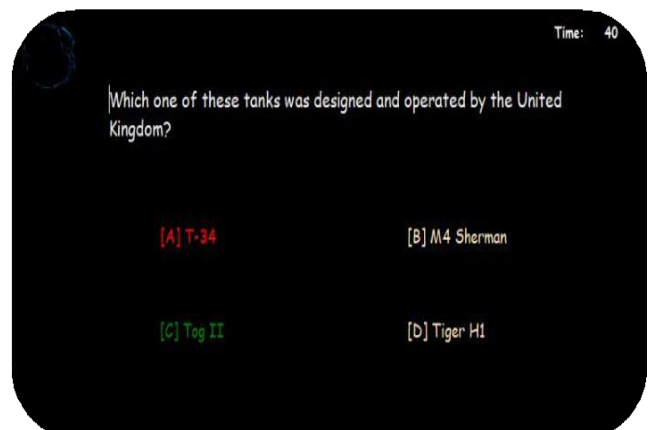 Time: 40
Which one of these tanks was designed and operated by the United
Kingdom?
[A] T-34
[B] M4 Sherman
[C] Tog II
[D] Tiger H1